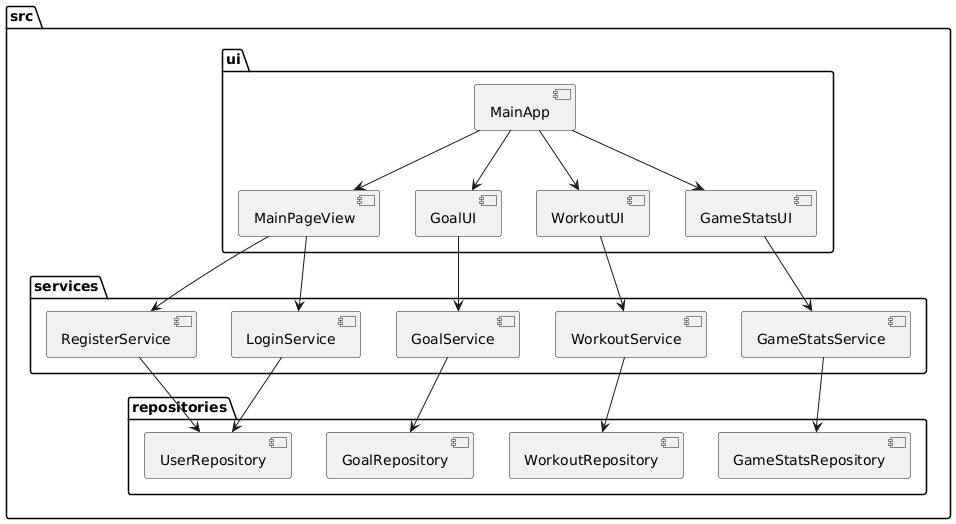 src
ui
MainApp
MainPageView
GoalUI
WorkoutUI
GameStatsUI
services
RegisterService
LoginService
GoalService
WorkoutService
GameStatsService
repositories
UserRepository
GoalRepository
WorkoutRepository
GameStatsRepository